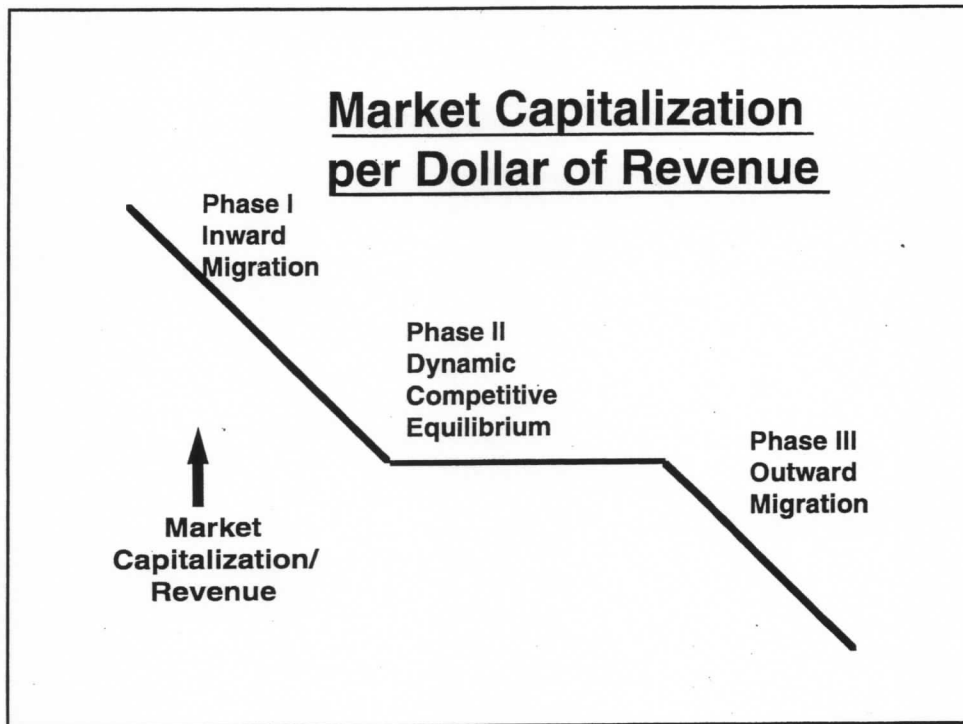 Market Capitalization
per Dollar of Revenue
Phase I
Inward
Migration
Phase II
Dynamic
Competitive
Equilibrium
Phase III
Outward
Migration
Market
Capitalization/
Revenue